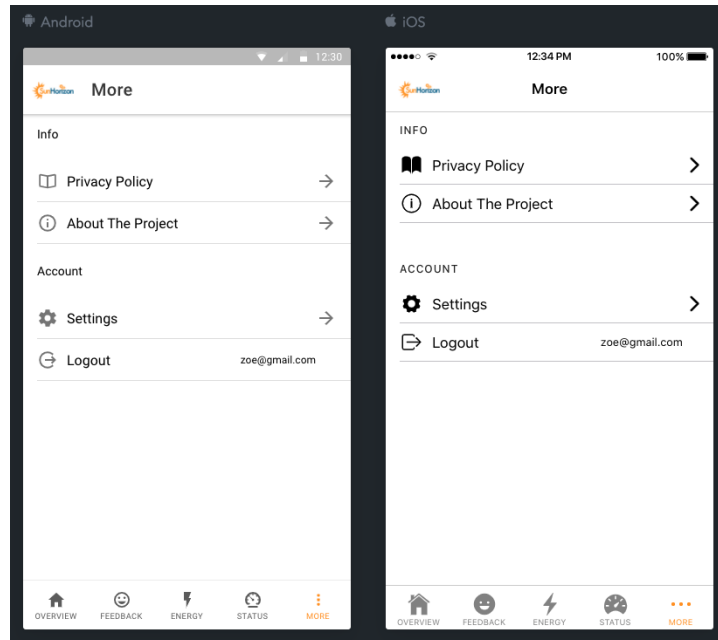 Android
12:30
SunHorizon More
Info
Privacy Policy
About The Project
Account
Settings
Logout zoe@gmail.com
OVERVIEW FEEDBACK ENERGY STATUS MORE
iOS
12:34 PM 100%
SunHorizon More
INFO
Privacy Policy
About The Project
ACCOUNT
Settings
Logout zoe@gmail.com
OVERVIEW FEEDBACK ENERGY STATUS MORE